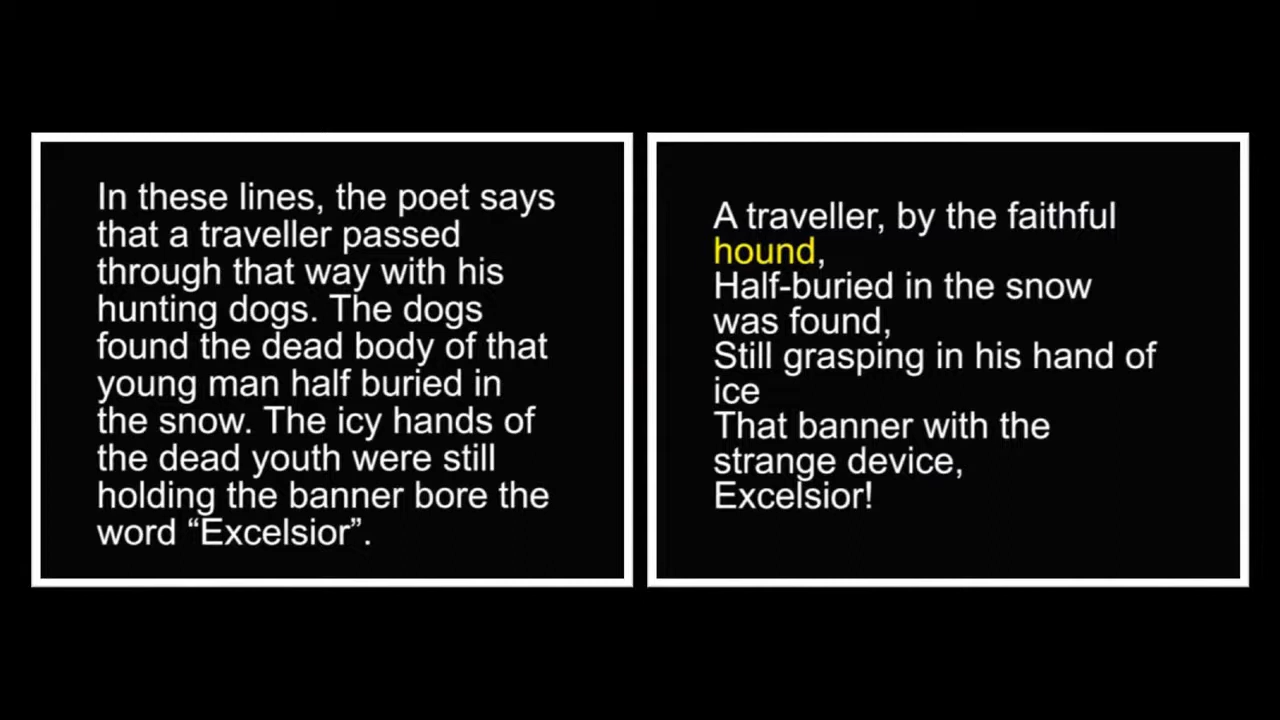 In these lines, the poet says
that a traveller passed
through that way with his
hunting dogs. The dogs
found the dead body of that
young man half buried in
the snow. The icy hands of
the dead youth were still
holding the banner bore the
word “Excelsior”.
A traveller, by the faithful
hound,
Half-buried in the snow
was found,
Still grasping in his hand of
ice
That banner with the
strange device,
Excelsior!